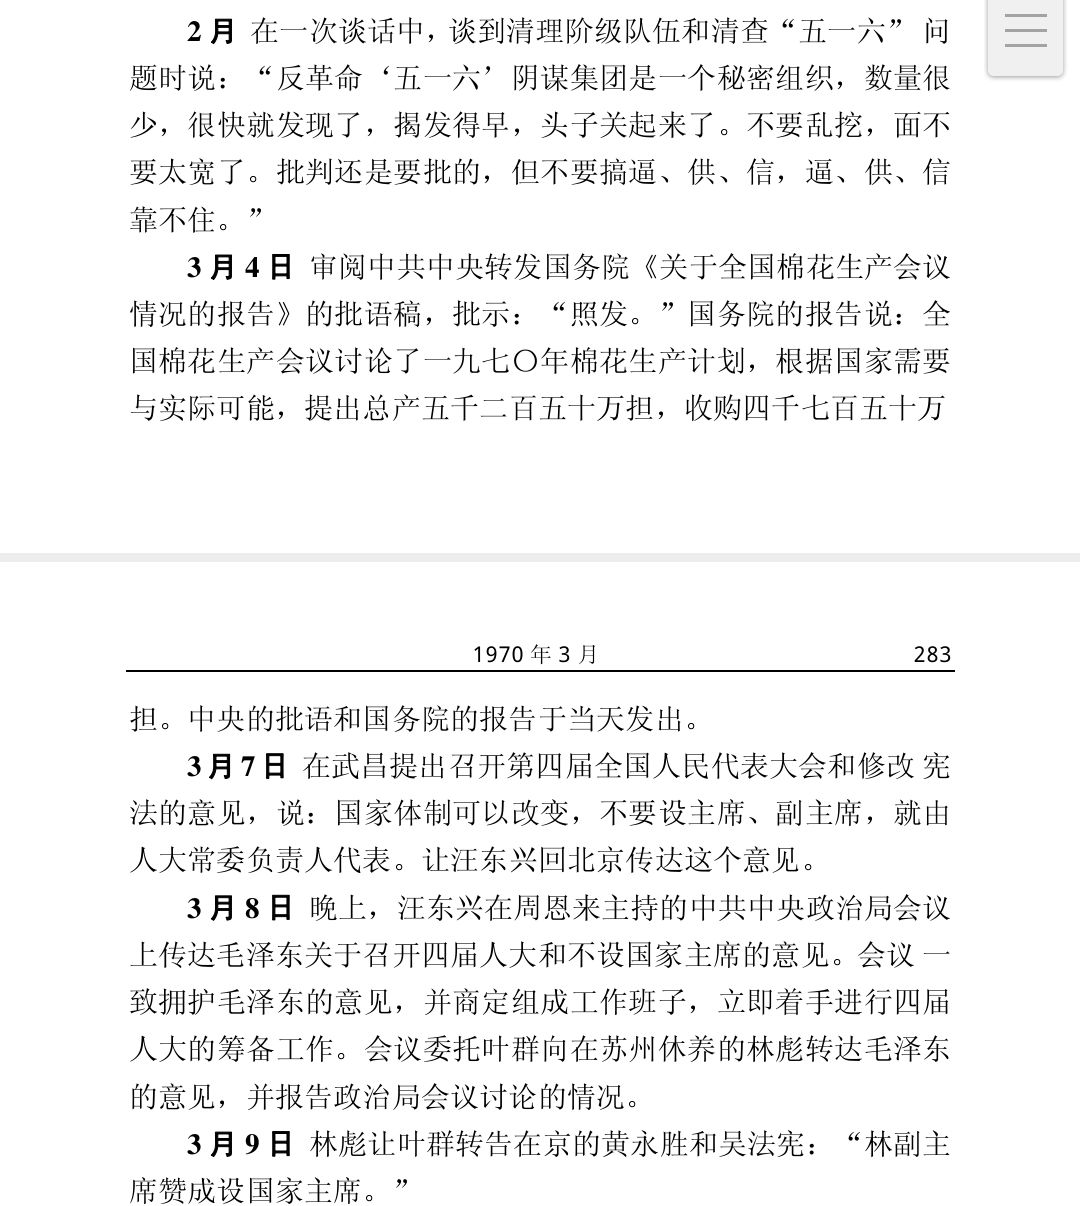 2月 在一次谈话中，谈到清理阶级队伍和清查“五一六” 问
题时说：“反革命‘五一六’阴谋集团是一个秘密组织，数量很
少，很快就发现了，揭发得早，头子关起来了。不要乱挖，面不
要太宽了。批判还是要批的，但不要搞逼、供、信，逼、供、信
靠不住。”
3月4日 审阅中共中央转发国务院《关于全国棉花生产会议
情况的报告》的批语稿，批示：“照发。”国务院的报告说：全
国棉花生产会议讨论了一九七〇年棉花生产计划，根据国家需要
与实际可能，提出总产五千二百五十万担，收购四千七百五十万
1970 年 3 月 283
担。中央的批语和国务院的报告于当天发出。
3月7日 在武昌提出召开第四届全国人民代表大会和修改 宪
法的意见，说：国家体制可以改变，不要设主席、副主席，就由
人大常委负责人代表。让汪东兴回北京传达这个意见。
3月8日 晚上，汪东兴在周恩来主持的中共中央政治局会议
上传达毛泽东关于召开四届人大和不设国家主席的意见。会议 一
致拥护毛泽东的意见，并商定组成工作班子，立即着手进行四届
人大的筹备工作。会议委托叶群向在苏州休养的林彪转达毛泽东
的意见，并报告政治局会议讨论的情况。
3月9日 林彪让叶群转告在京的黄永胜和吴法宪：“林副主
席赞成设国家主席。”